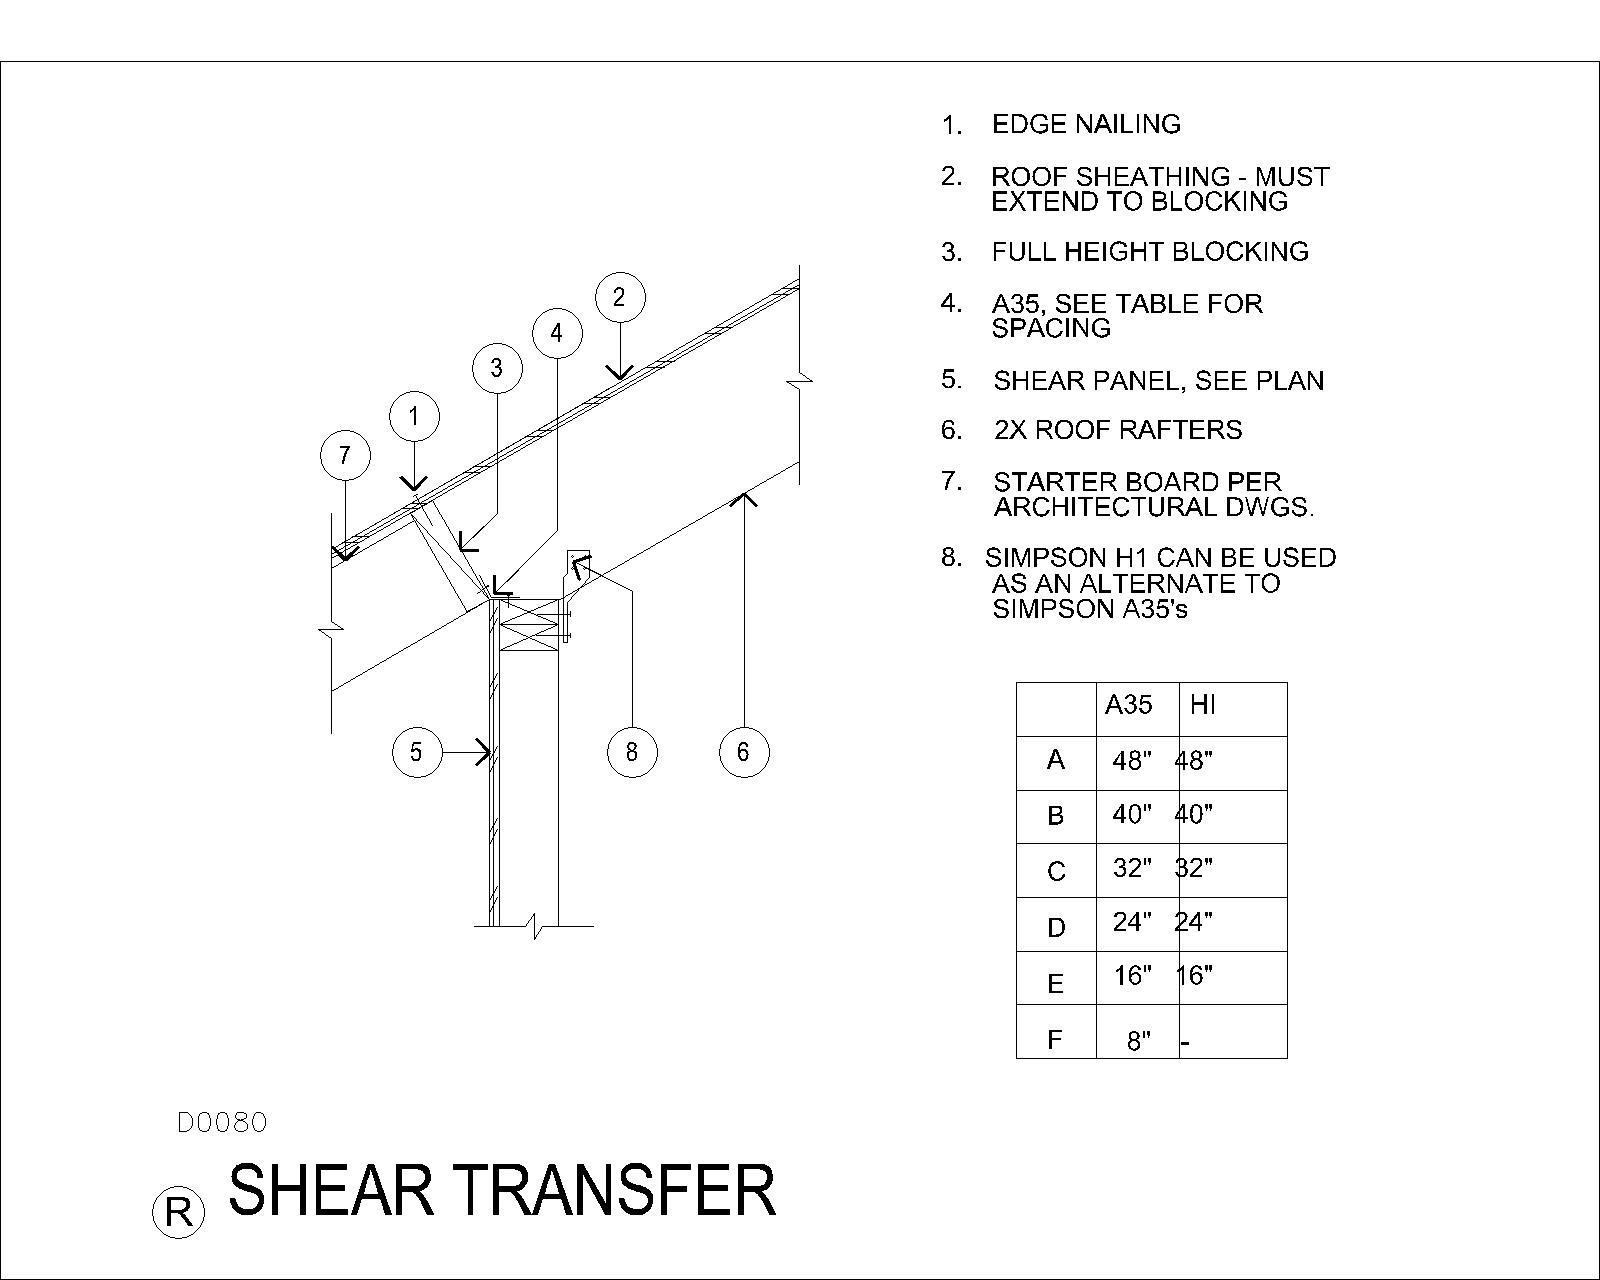 1. EDGE NAILING
2. ROOF SHEATHING - MUST
EXTEND TO BLOCKING
3. FULL HEIGHT BLOCKING
4. A35, SEE TABLE FOR
SPACING
5. SHEAR PANEL, SEE PLAN
6. 2X ROOF RAFTERS
7. STARTER BOARD PER
ARCHITECTURAL DWGS.
8. SIMPSON H1 CAN BE USED
AS AN ALTERNATE TO
SIMPSON A35's
2
4
3
1
7
5
8
6
A35 HI
A 48" 48"
B 40" 40"
C 32" 32"
D 24" 24"
E 16" 16"
F 8" -
D0080
R SHEAR TRANSFER